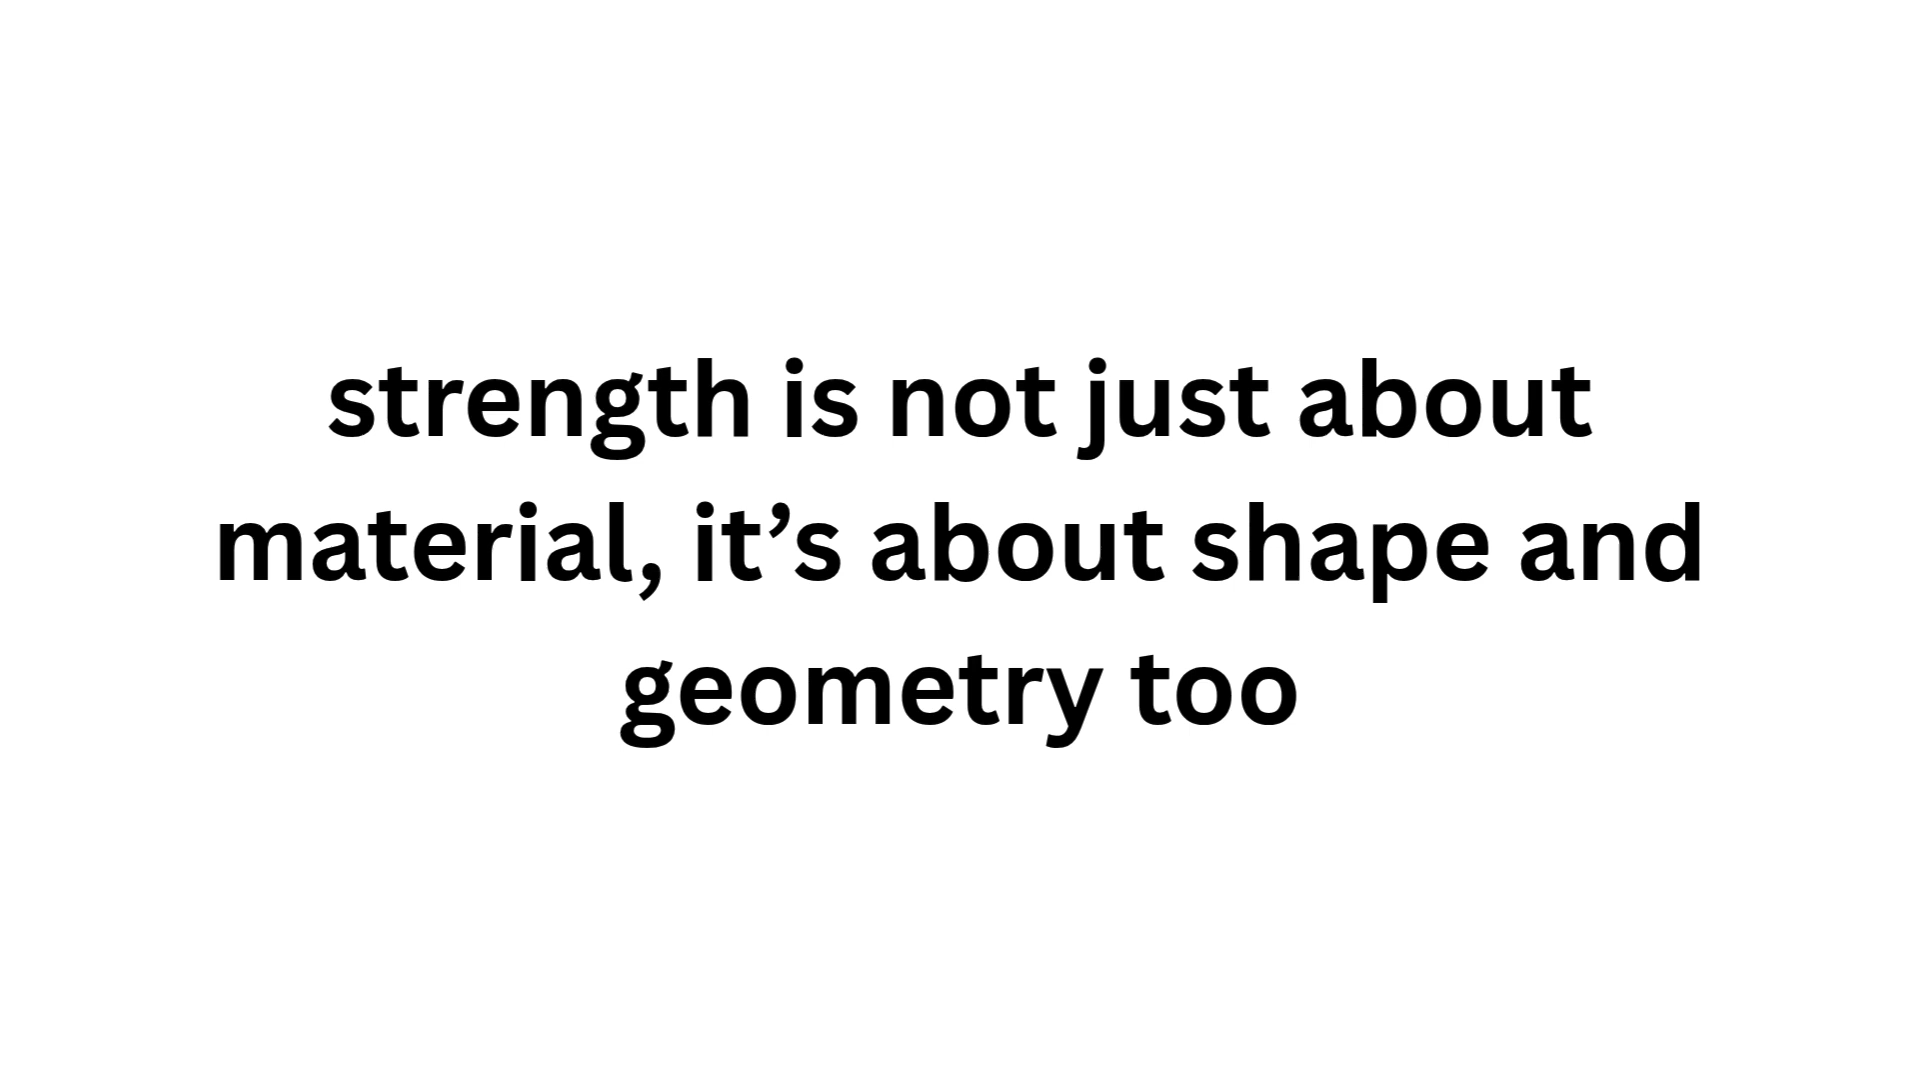 strength is not just about
material, it’s about shape and
geometry too